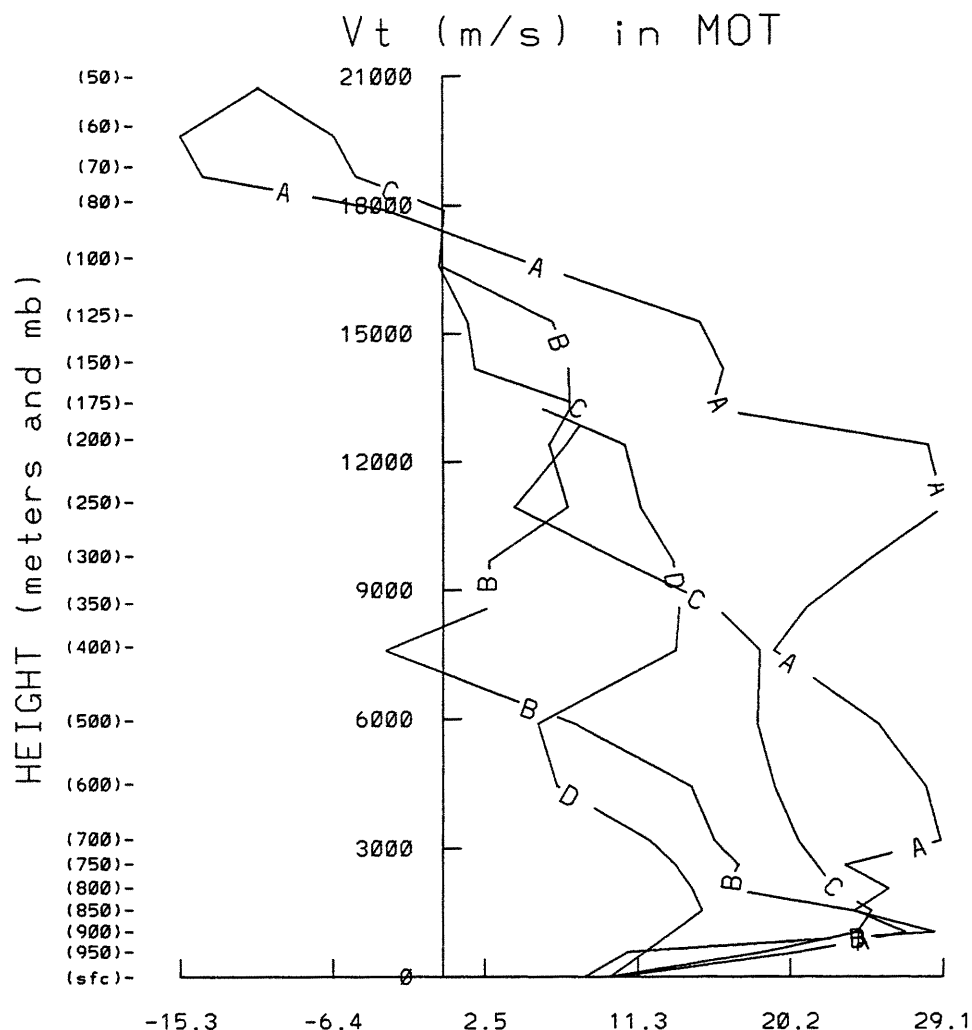 Vt (m/s) in MOT
HEIGHT (meters and mb)
(50)-
21000
(60)-
(70)-
A
C
(80)-
18000
(100)-
A
(125)-
15000
B
(150)-
(175)-
C
A
(200)-
12000
A
(250)-
(300)-
B
D
9000
C
(350)-
(400)-
A
B
(500)-
6000
(600)-
D
(700)-
3000
A
(750)-
(800)-
B
C
(850)-
(900)-
B
A
(950)-
(sfc)-
0
-15.3
-6.4
2.5
11.3
20.2
29.1